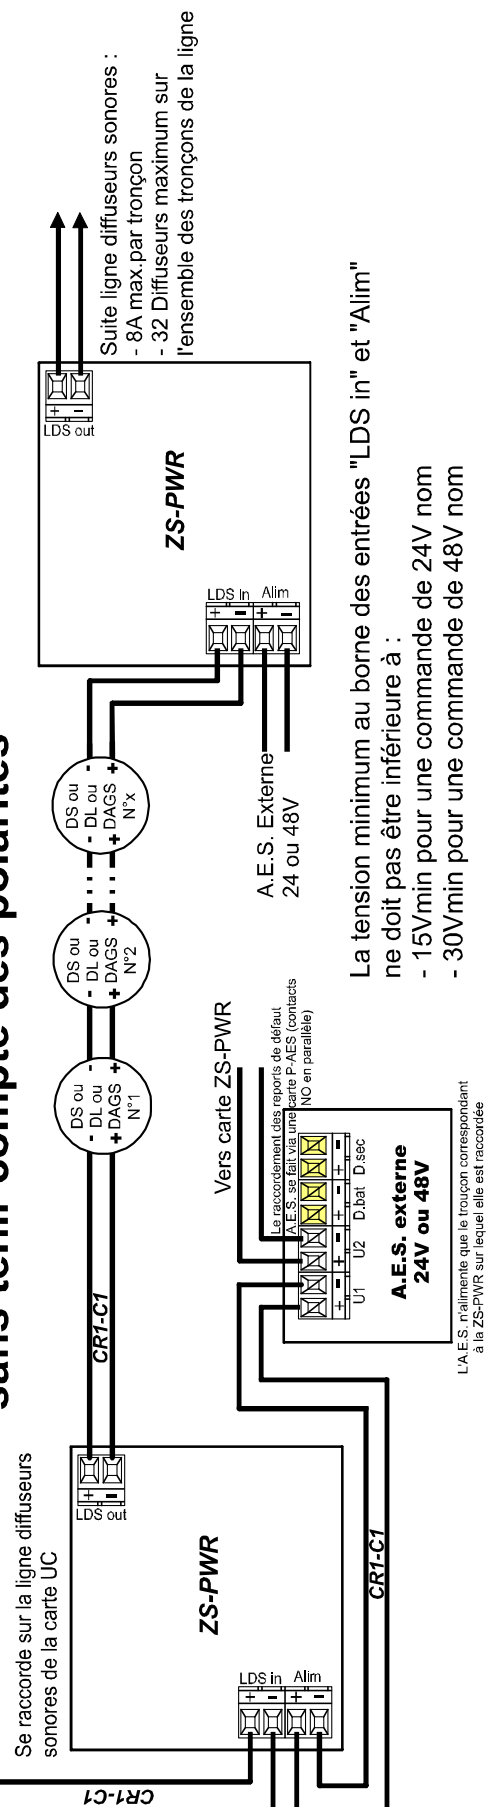 sans tenir compte des polarités
Se raccorde sur la ligne diffuseurs
sonores de la carte UC
CR1-C1
ZS-PWR
LDS in
Alim
+ - + -
LDS out
+ -
CR1-C1
CR1-C1
DS ou
- DL ou -
+ DAGS +
N°1
DS ou
- DL ou -
+ DAGS +
N°2
DS ou
- DL ou -
+ DAGS +
N°x
ZS-PWR
LDS In
Alim
+ - + -
LDS out
+ -
A.E.S. Externe
24 ou 48V
Suite ligne diffuseurs sonores :
- 8A max.par tronçon
- 32 Diffuseurs maximum sur
l'ensemble des tronçons de la ligne
Vers carte ZS-PWR
Le raccordement des reports de défaut
A.E.S. se fait via une carte P-AES (contacts
NO en parallèle)
+ - + - + - + -
U1 U2 D.bat D.sec
A.E.S. externe
24V ou 48V
L'A.E.S. n'alimente que le trouçon correspondant
à la ZS-PWR sur lequel elle est raccordée
La tension minimum au borne des entrées "LDS in" et "Alim"
ne doit pas être inférieure à :
- 15Vmin pour une commande de 24V nom
- 30Vmin pour une commande de 48V nom